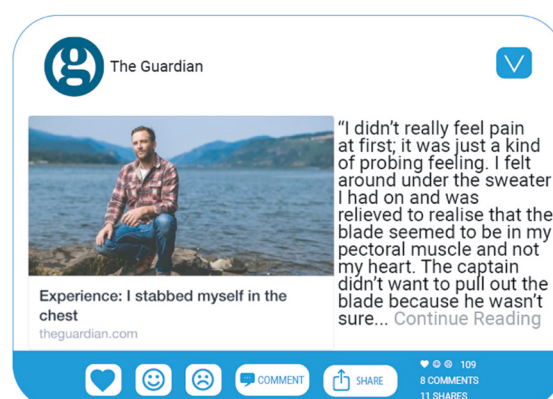 The Guardian
“I didn’t really feel pain
at first; it was just a kind
of probing feeling. I felt
around under the sweater
I had on and was
relieved to realise that the
blade seemed to be in my
pectoral muscle and not
my heart. The captain
didn’t want to pull out the
blade because he wasn’t
sure... Continue Reading
Experience: I stabbed myself in the
chest
theguardian.com
COMMENT
SHARE
109
8 COMMENTS
11 SHARES